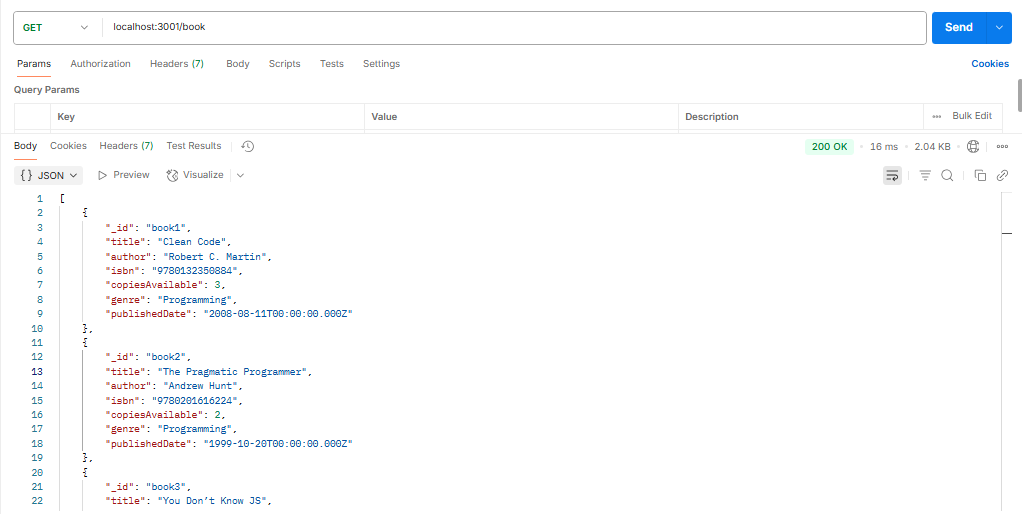 GET localhost:3001/book Send
Params Authorization Headers (7) Body Scripts Tests Settings Cookies
Query Params
Key Value Description ••• Bulk Edit
Body Cookies Headers (7) Test Results 200 OK • 16 ms • 2.04 KB • •••
{} JSON Preview Visualize
1 [
2 {
3 "_id": "book1",
4 "title": "Clean Code",
5 "author": "Robert C. Martin",
6 "isbn": "9780132350884",
7 "copiesAvailable": 3,
8 "genre": "Programming",
9 "publishedDate": "2008-08-11T00:00:00.000Z"
10 },
11 {
12 "_id": "book2",
13 "title": "The Pragmatic Programmer",
14 "author": "Andrew Hunt",
15 "isbn": "9780201616224",
16 "copiesAvailable": 2,
17 "genre": "Programming",
18 "publishedDate": "1999-10-20T00:00:00.000Z"
19 },
20 {
21 "_id": "book3",
22 "title": "You Don’t Know JS",